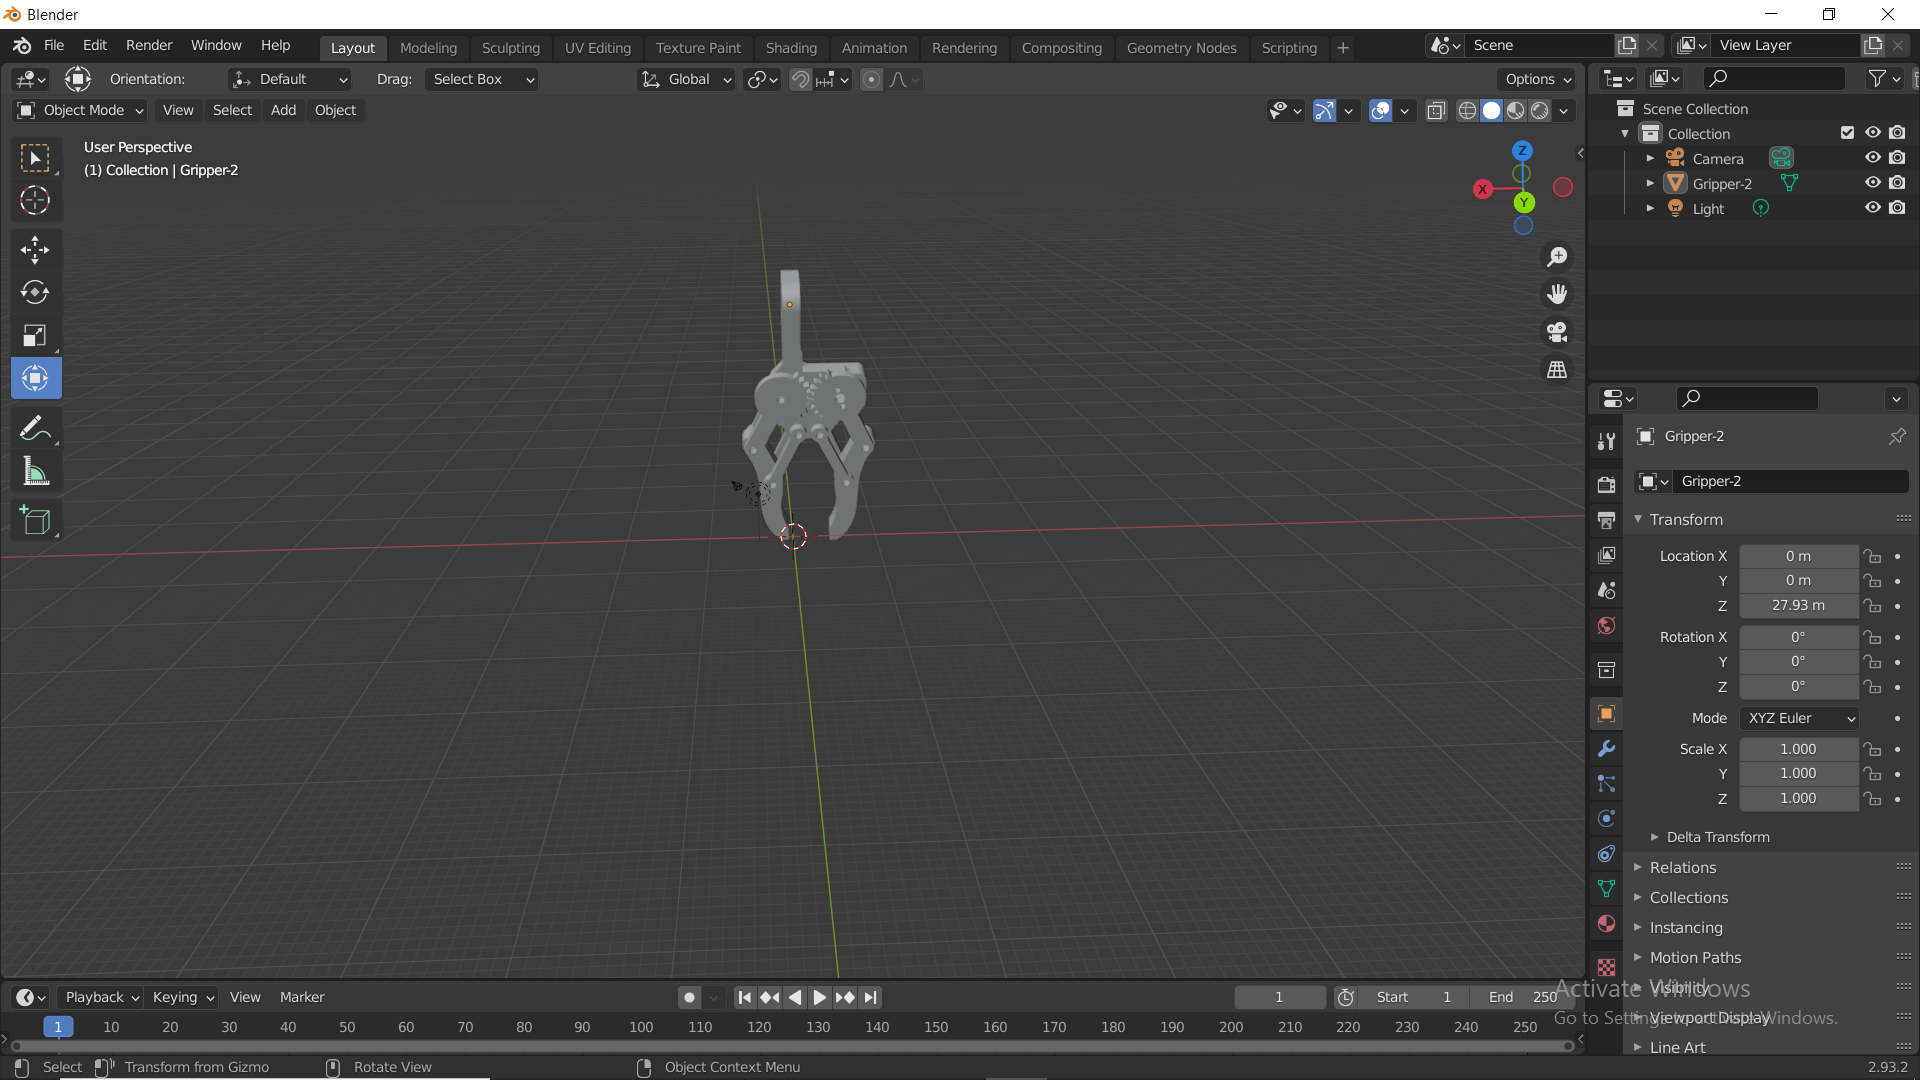 Blender
File Edit Render Window Help Layout Modeling Sculpting UV Editing Texture Paint Shading Animation Rendering Compositing Geometry Nodes Scripting + Scene View Layer
Orientation: Default Drag: Select Box Global Options
Object Mode View Select Add Object
User Perspective
(1) Collection | Gripper-2
Z
X
Y
Scene Collection
Collection
Camera
Gripper-2
Light
Gripper-2
Gripper-2
Transform
Location X 0 m
Y 0 m
Z 27.93 m
Rotation X 0°
Y 0°
Z 0°
Mode XYZ Euler
Scale X 1.000
Y 1.000
Z 1.000
Delta Transform
Relations
Collections
Instancing
Motion Paths
Visibility
Viewport Display
Line Art
Activate Windows
Go to Settings to activate Windows.
Playback Keying View Marker 1 Start 1 End 250
1 10 20 30 40 50 60 70 80 90 100 110 120 130 140 150 160 170 180 190 200 210 220 230 240 250
Select Transform from Gizmo Rotate View Object Context Menu 2.93.2